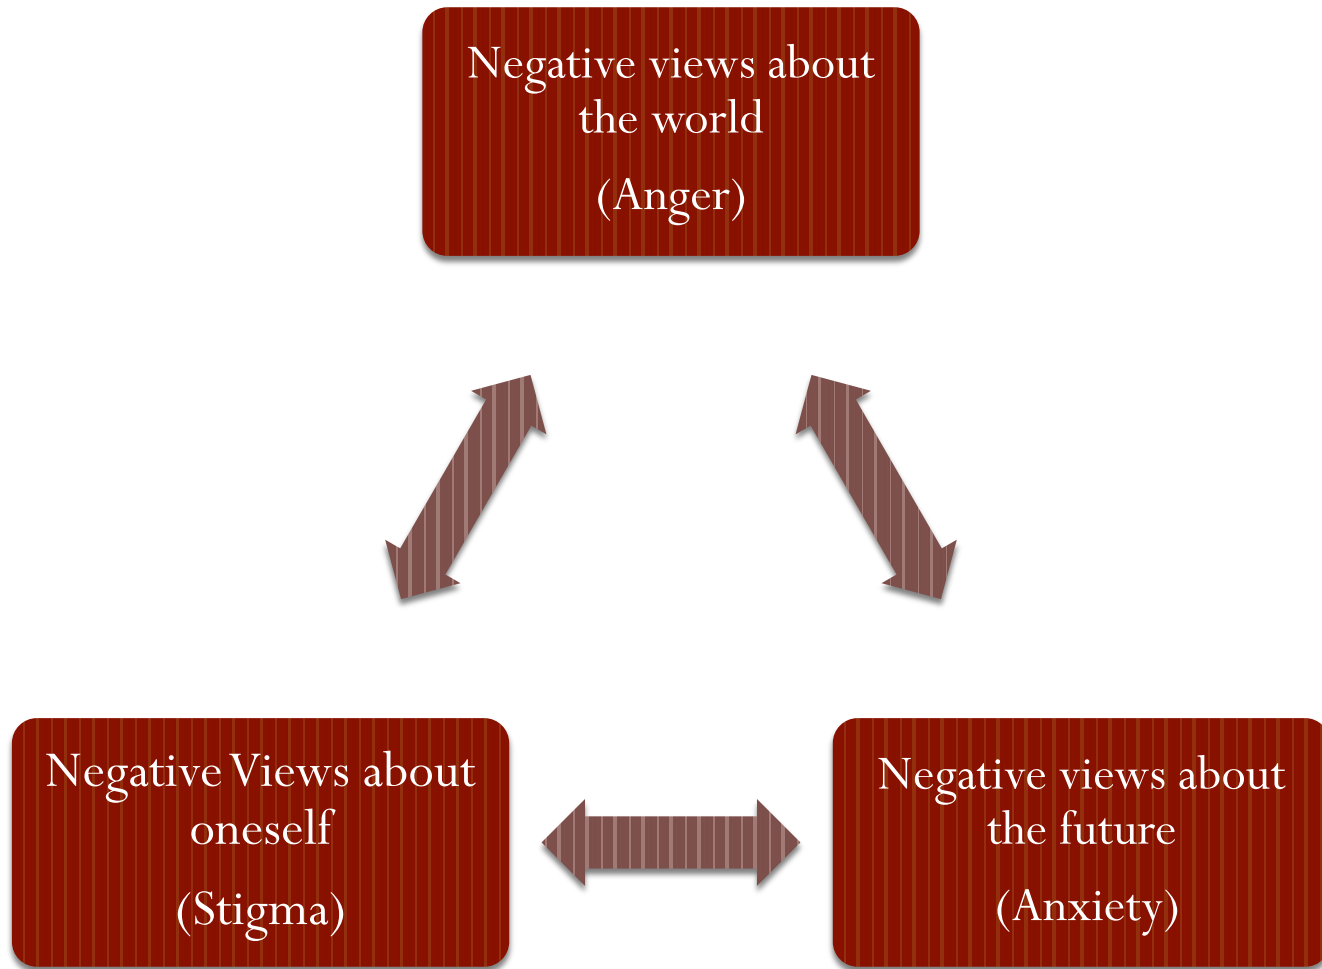 Negative views about
the world
(Anger)
Negative Views about
oneself
(Stigma)
Negative views about
the future
(Anxiety)